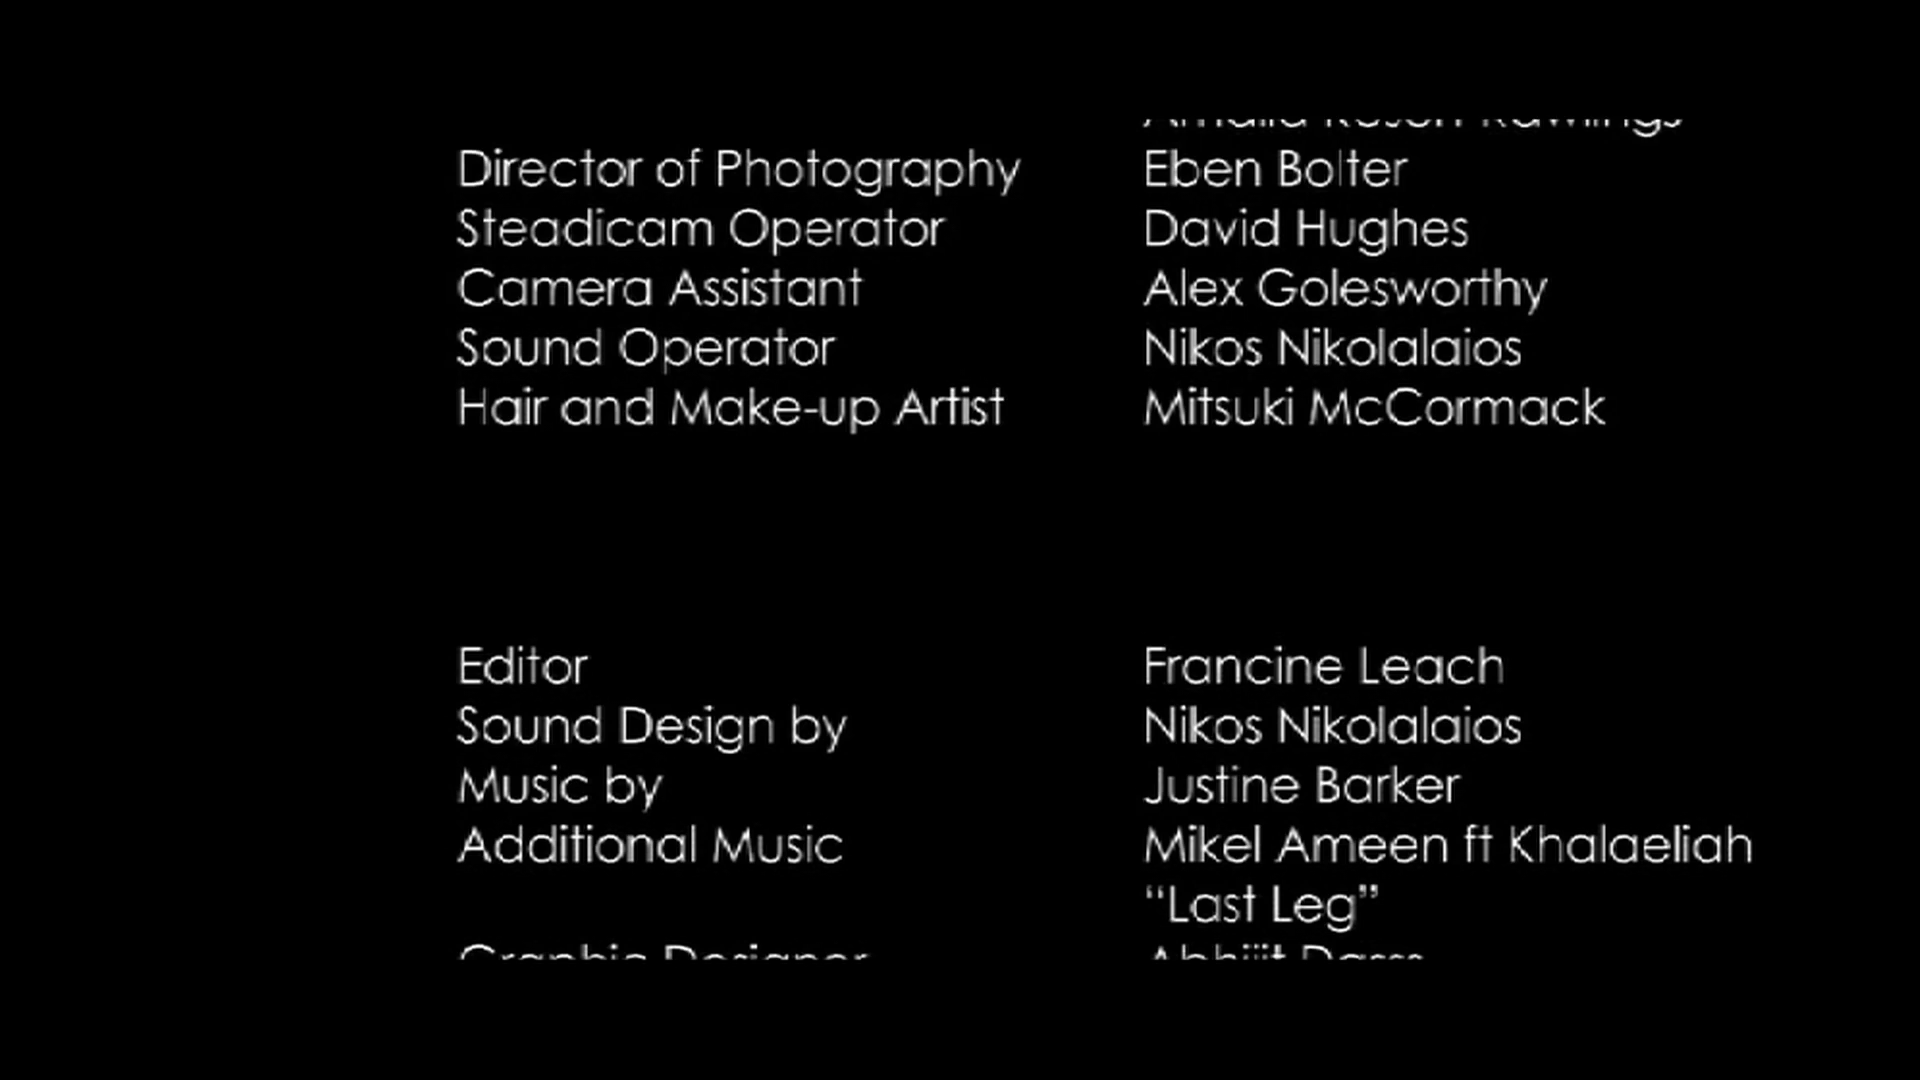 Director of Photography Eben Bolter
Steadicam Operator David Hughes
Camera Assistant Alex Golesworthy
Sound Operator Nikos Nikolalaios
Hair and Make-up Artist Mitsuki McCormack
Editor Francine Leach
Sound Design by Nikos Nikolalaios
Music by Justine Barker
Additional Music Mikel Ameen ft Khalaeliah
“Last Leg”
Graphic Designer